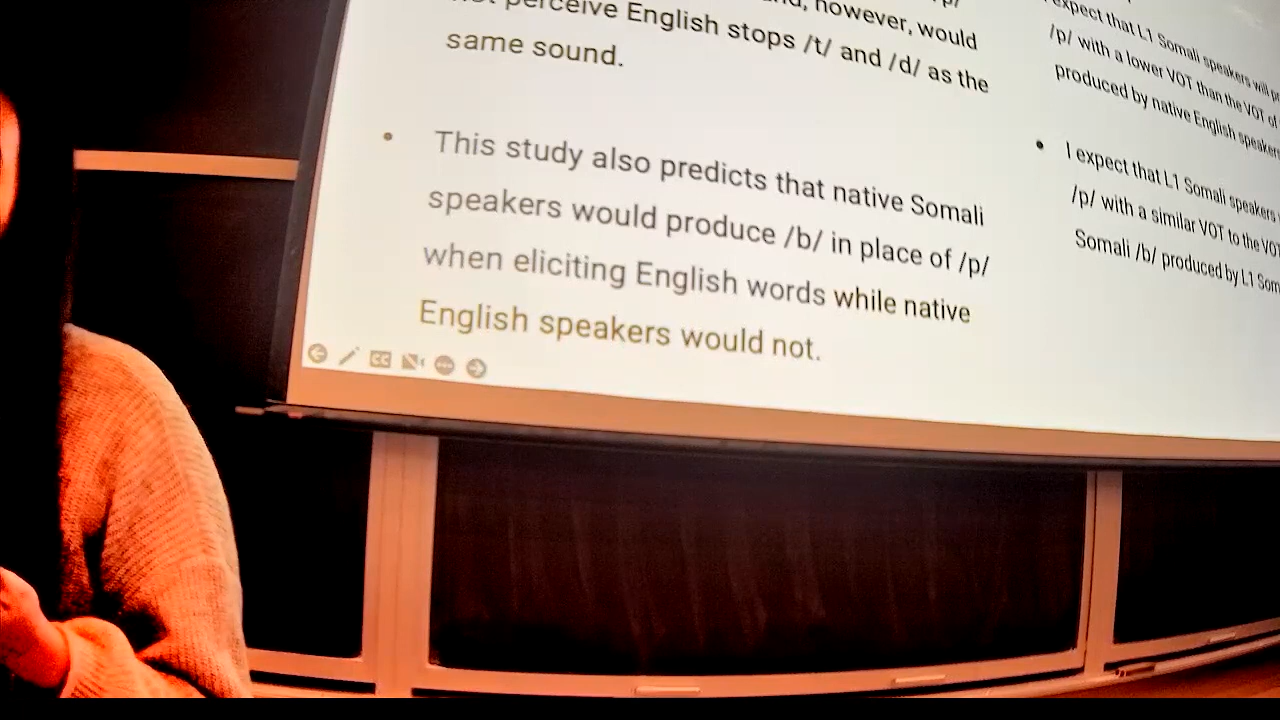 however, would
perceive English stops /t/ and /d/ as the
same sound.
• This study also predicts that native Somali
speakers would produce /b/ in place of /p/
when eliciting English words while native
English speakers would not.
CC
/p/
expect that L1 Somali speakers will
/p/ with a lower VOT than the VOT of
produced by native English
• I expect that L1 Somali speakers
/p/ with a similar VOT to the
Somali /b/ produced by L1